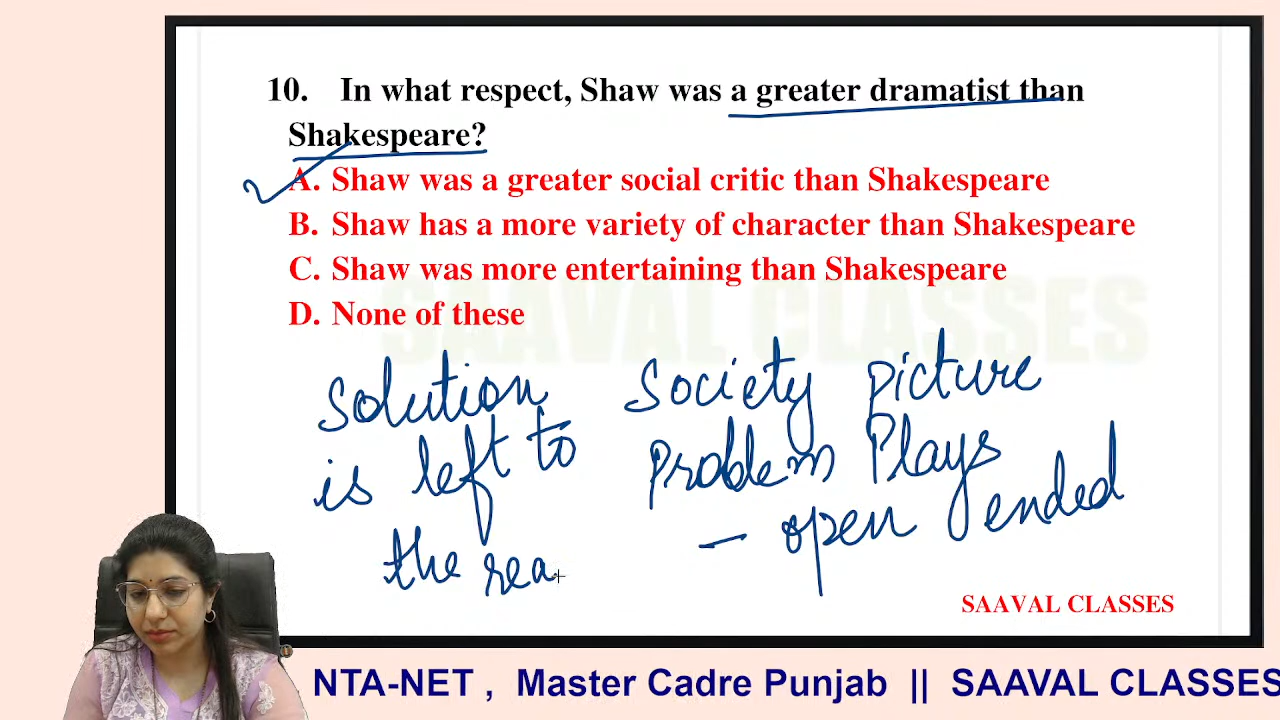 10. In what respect, Shaw was a greater dramatist than
Shakespeare?
A. Shaw was a greater social critic than Shakespeare
B. Shaw has a more variety of character than Shakespeare
C. Shaw was more entertaining than Shakespeare
D. None of these
SAAVAL CLASSES
Solution
is left to
the rea
Society picture
Problem Plays
- open ended
SAAVAL CLASSES
NTA-NET , Master Cadre Punjab || SAAVAL CLASSES